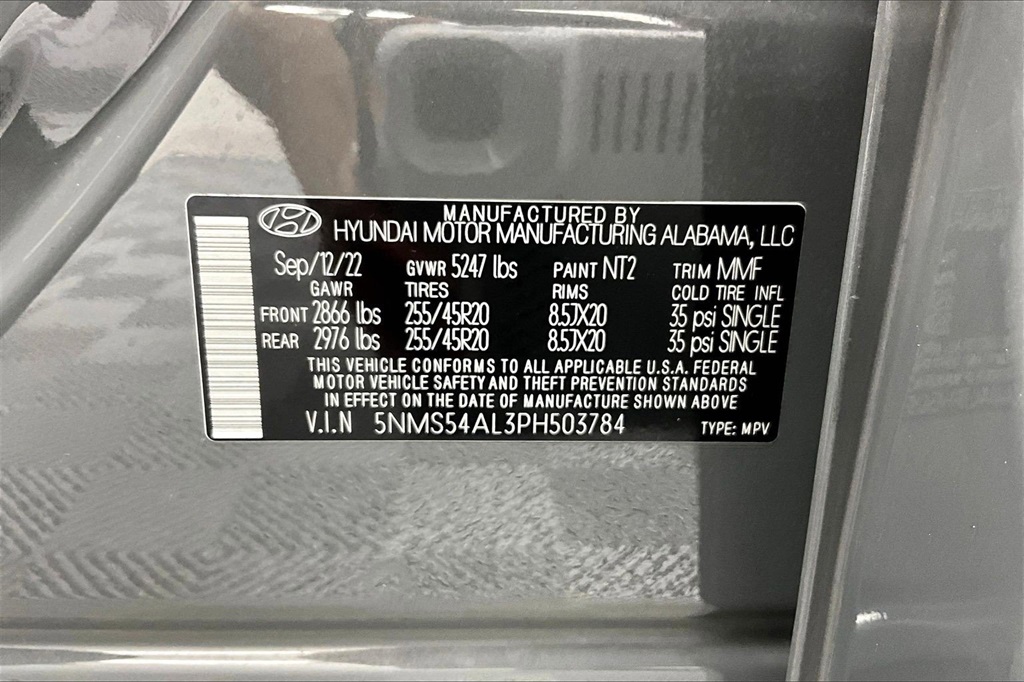 MANUFACTURED BY
HYUNDAI MOTOR MANUFACTURING ALABAMA, LLC
Sep/12/22 GVWR 5247 lbs PAINT NT2 TRIM MMF
GAWR TIRES RIMS COLD TIRE INFL
FRONT 2866 lbs 255/45R20 8.5JX20 35 psi SINGLE
REAR 2976 lbs 255/45R20 8.5JX20 35 psi SINGLE
THIS VEHICLE CONFORMS TO ALL APPLICABLE U.S.A. FEDERAL
MOTOR VEHICLE SAFETY AND THEFT PREVENTION STANDARDS
IN EFFECT ON THE DATE OF MANUFACTURE SHOWN ABOVE
V.I.N 5NMS54AL3PH503784 TYPE: MPV